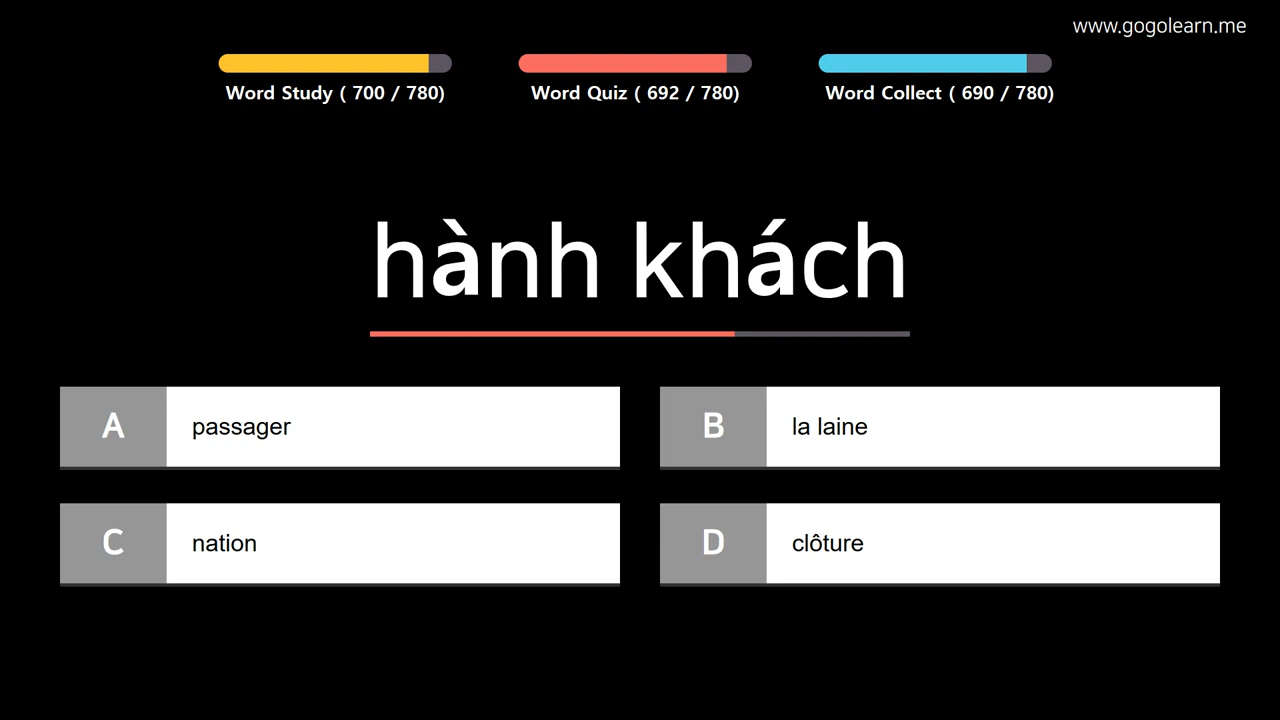 www.gogolearn.me
Word Study ( 700 / 780)
Word Quiz ( 692 / 780)
Word Collect ( 690 / 780)
hành khách
A passager
B la laine
C nation
D clôture